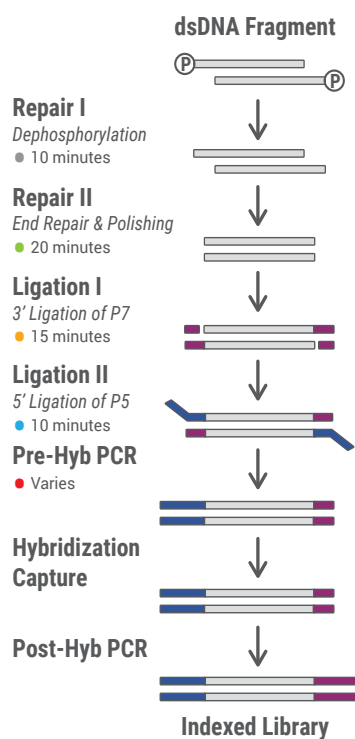 dsDNA Fragment
P
P
Repair I
Dephosphorylation
10 minutes
Repair II
End Repair & Polishing
20 minutes
Ligation I
3’ Ligation of P7
15 minutes
Ligation II
5’ Ligation of P5
10 minutes
Pre-Hyb PCR
Varies
Hybridization
Capture
Post-Hyb PCR
Indexed Library